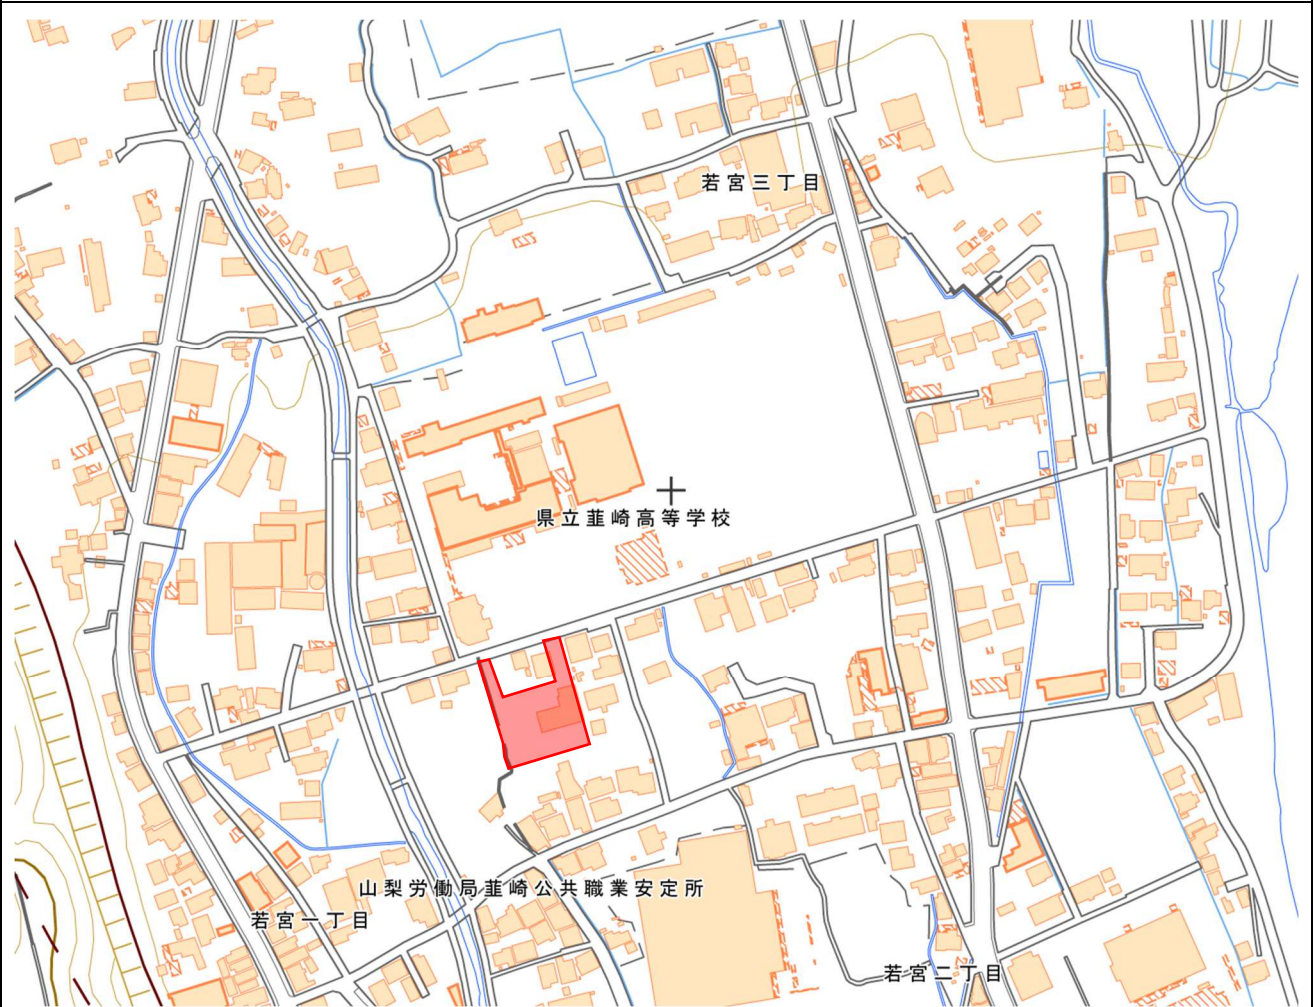 若宮三丁目
県立韮崎高等学校
山梨労働局韮崎公共職業安定所
若宮一丁目
若宮二丁目